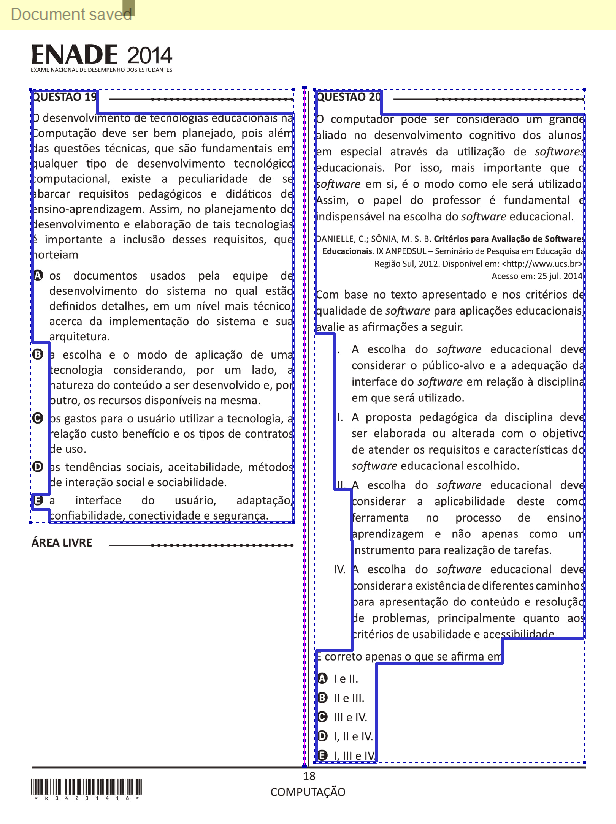 Document saved
ENADE 2014
EXAME NACIONAL DE DESEMPENHO DOS ESTUDANTES
QUESTÃO 19
O desenvolvimento de tecnologias educacionais na
Computação deve ser bem planejado, pois além
das questões técnicas, que são fundamentais em
qualquer tipo de desenvolvimento tecnológico
computacional, existe a peculiaridade de se
abarcar requisitos pedagógicos e didáticos de
ensino-aprendizagem. Assim, no planejamento do
desenvolvimento e elaboração de tais tecnologias
é importante a inclusão desses requisitos, que
norteiam
A os documentos usados pela equipe de
desenvolvimento do sistema no qual estão
definidos detalhes, em um nível mais técnico,
acerca da implementação do sistema e sua
arquitetura.
B a escolha e o modo de aplicação de uma
tecnologia considerando, por um lado, a
natureza do conteúdo a ser desenvolvido e, por
outro, os recursos disponíveis na mesma.
C os gastos para o usuário utilizar a tecnologia, a
relação custo benefício e os tipos de contratos
de uso.
D as tendências sociais, aceitabilidade, métodos
de interação social e sociabilidade.
E a interface do usuário, adaptação,
confiabilidade, conectividade e segurança.
ÁREA LIVRE
QUESTÃO 20
O computador pode ser considerado um grande
aliado no desenvolvimento cognitivo dos alunos,
em especial através da utilização de softwares
educacionais. Por isso, mais importante que o
software em si, é o modo como ele será utilizado.
Assim, o papel do professor é fundamental e
indispensável na escolha do software educacional.
DANIELLE, C.; SÔNIA, M. S. B. Critérios para Avaliação de Softwares
Educacionais. IX ANPEDSUL – Seminário de Pesquisa em Educação da
Região Sul, 2012. Disponível em: <http://www.ucs.br>.
Acesso em: 25 jul. 2014.
Com base no texto apresentado e nos critérios de
qualidade de software para aplicações educacionais,
avalie as afirmações a seguir.
I. A escolha do software educacional deve
considerar o público-alvo e a adequação da
interface do software em relação à disciplina
em que será utilizado.
II. A proposta pedagógica da disciplina deve
ser elaborada ou alterada com o objetivo
de atender os requisitos e características do
software educacional escolhido.
III. A escolha do software educacional deve
considerar a aplicabilidade deste como
ferramenta no processo de ensino-
aprendizagem e não apenas como um
instrumento para realização de tarefas.
IV. A escolha do software educacional deve
considerar a existência de diferentes caminhos
para apresentação do conteúdo e resolução
de problemas, principalmente quanto aos
critérios de usabilidade e acessibilidade.
É correto apenas o que se afirma em
A I e II.
B II e III.
C III e IV.
D I, II e IV.
E I, III e IV.
18
COMPUTAÇÃO